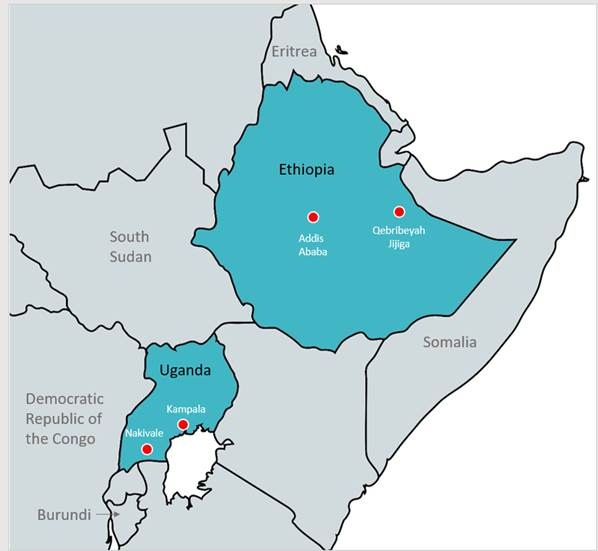 Eritrea
Ethiopia
Addis
Ababa
Qebribeyah
Jijiga
South
Sudan
Somalia
Uganda
Kampala
Nakivale
Democratic
Republic of
the Congo
Burundi